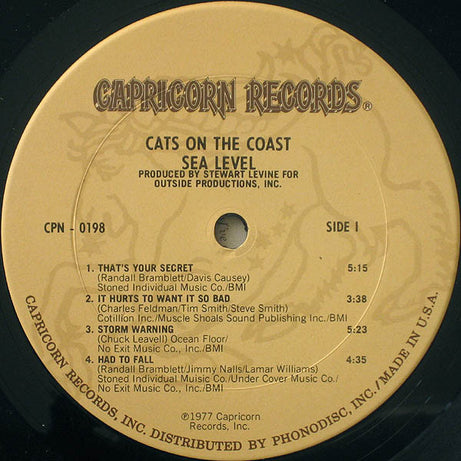 CAPRICORN RECORDS®
CATS ON THE COAST
SEA LEVEL
PRODUCED BY STEWART LEVINE FOR
OUTSIDE PRODUCTIONS, INC.
CPN - 0198
SIDE 1
1. THAT'S YOUR SECRET 5:15
(Randall Bramblett/Davis Causey)
Stoned Individual Music Co./BMI
2. IT HURTS TO WANT IT SO BAD 3:38
(Charles Feldman/Tim Smith/Steve Smith)
Cotillion Inc./Muscle Shoals Sound Publishing Inc./BMI
3. STORM WARNING 5:23
(Chuck Leavell) Ocean Floor/
No Exit Music Co., Inc./BMI
4. HAD TO FALL 4:35
(Randall Bramblett/Jimmy Nalls/Lamar Williams)
Stoned Individual Music Co./Under Cover Music Co./
No Exit Music Co., Inc./BMI
℗1977 Capricorn
Records, Inc.
CAPRICORN RECORDS, INC. DISTRIBUTED BY PHONODISC, INC./MADE IN U.S.A.